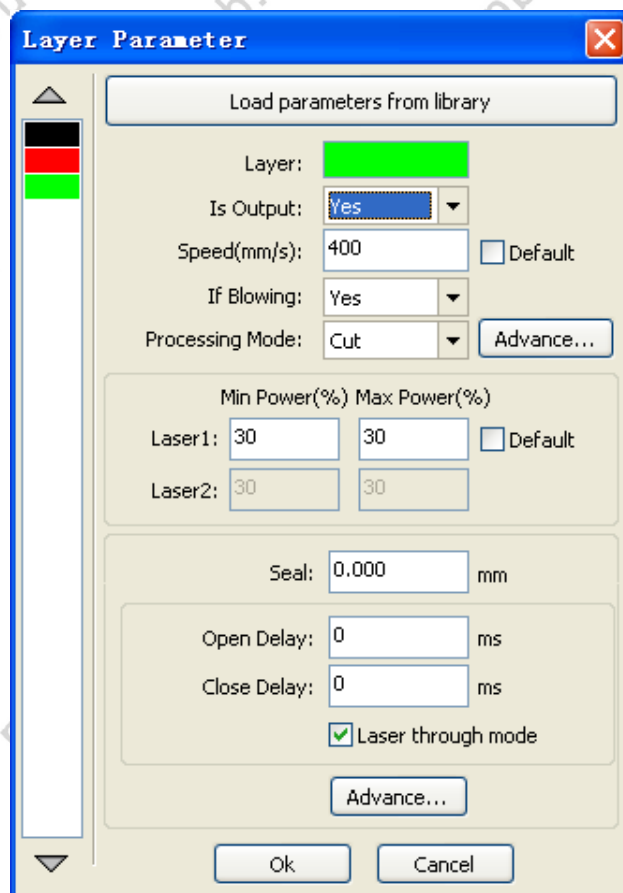 Layer Parameter
Load parameters from library
Layer:
Is Output: Yes
Speed(mm/s): 400 Default
If Blowing: Yes
Processing Mode: Cut Advance...
Min Power(%) Max Power(%)
Laser1: 30 30 Default
Laser2: 30 30
Seal: 0.000 mm
Open Delay: 0 ms
Close Delay: 0 ms
Laser through mode
Advance...
Ok Cancel